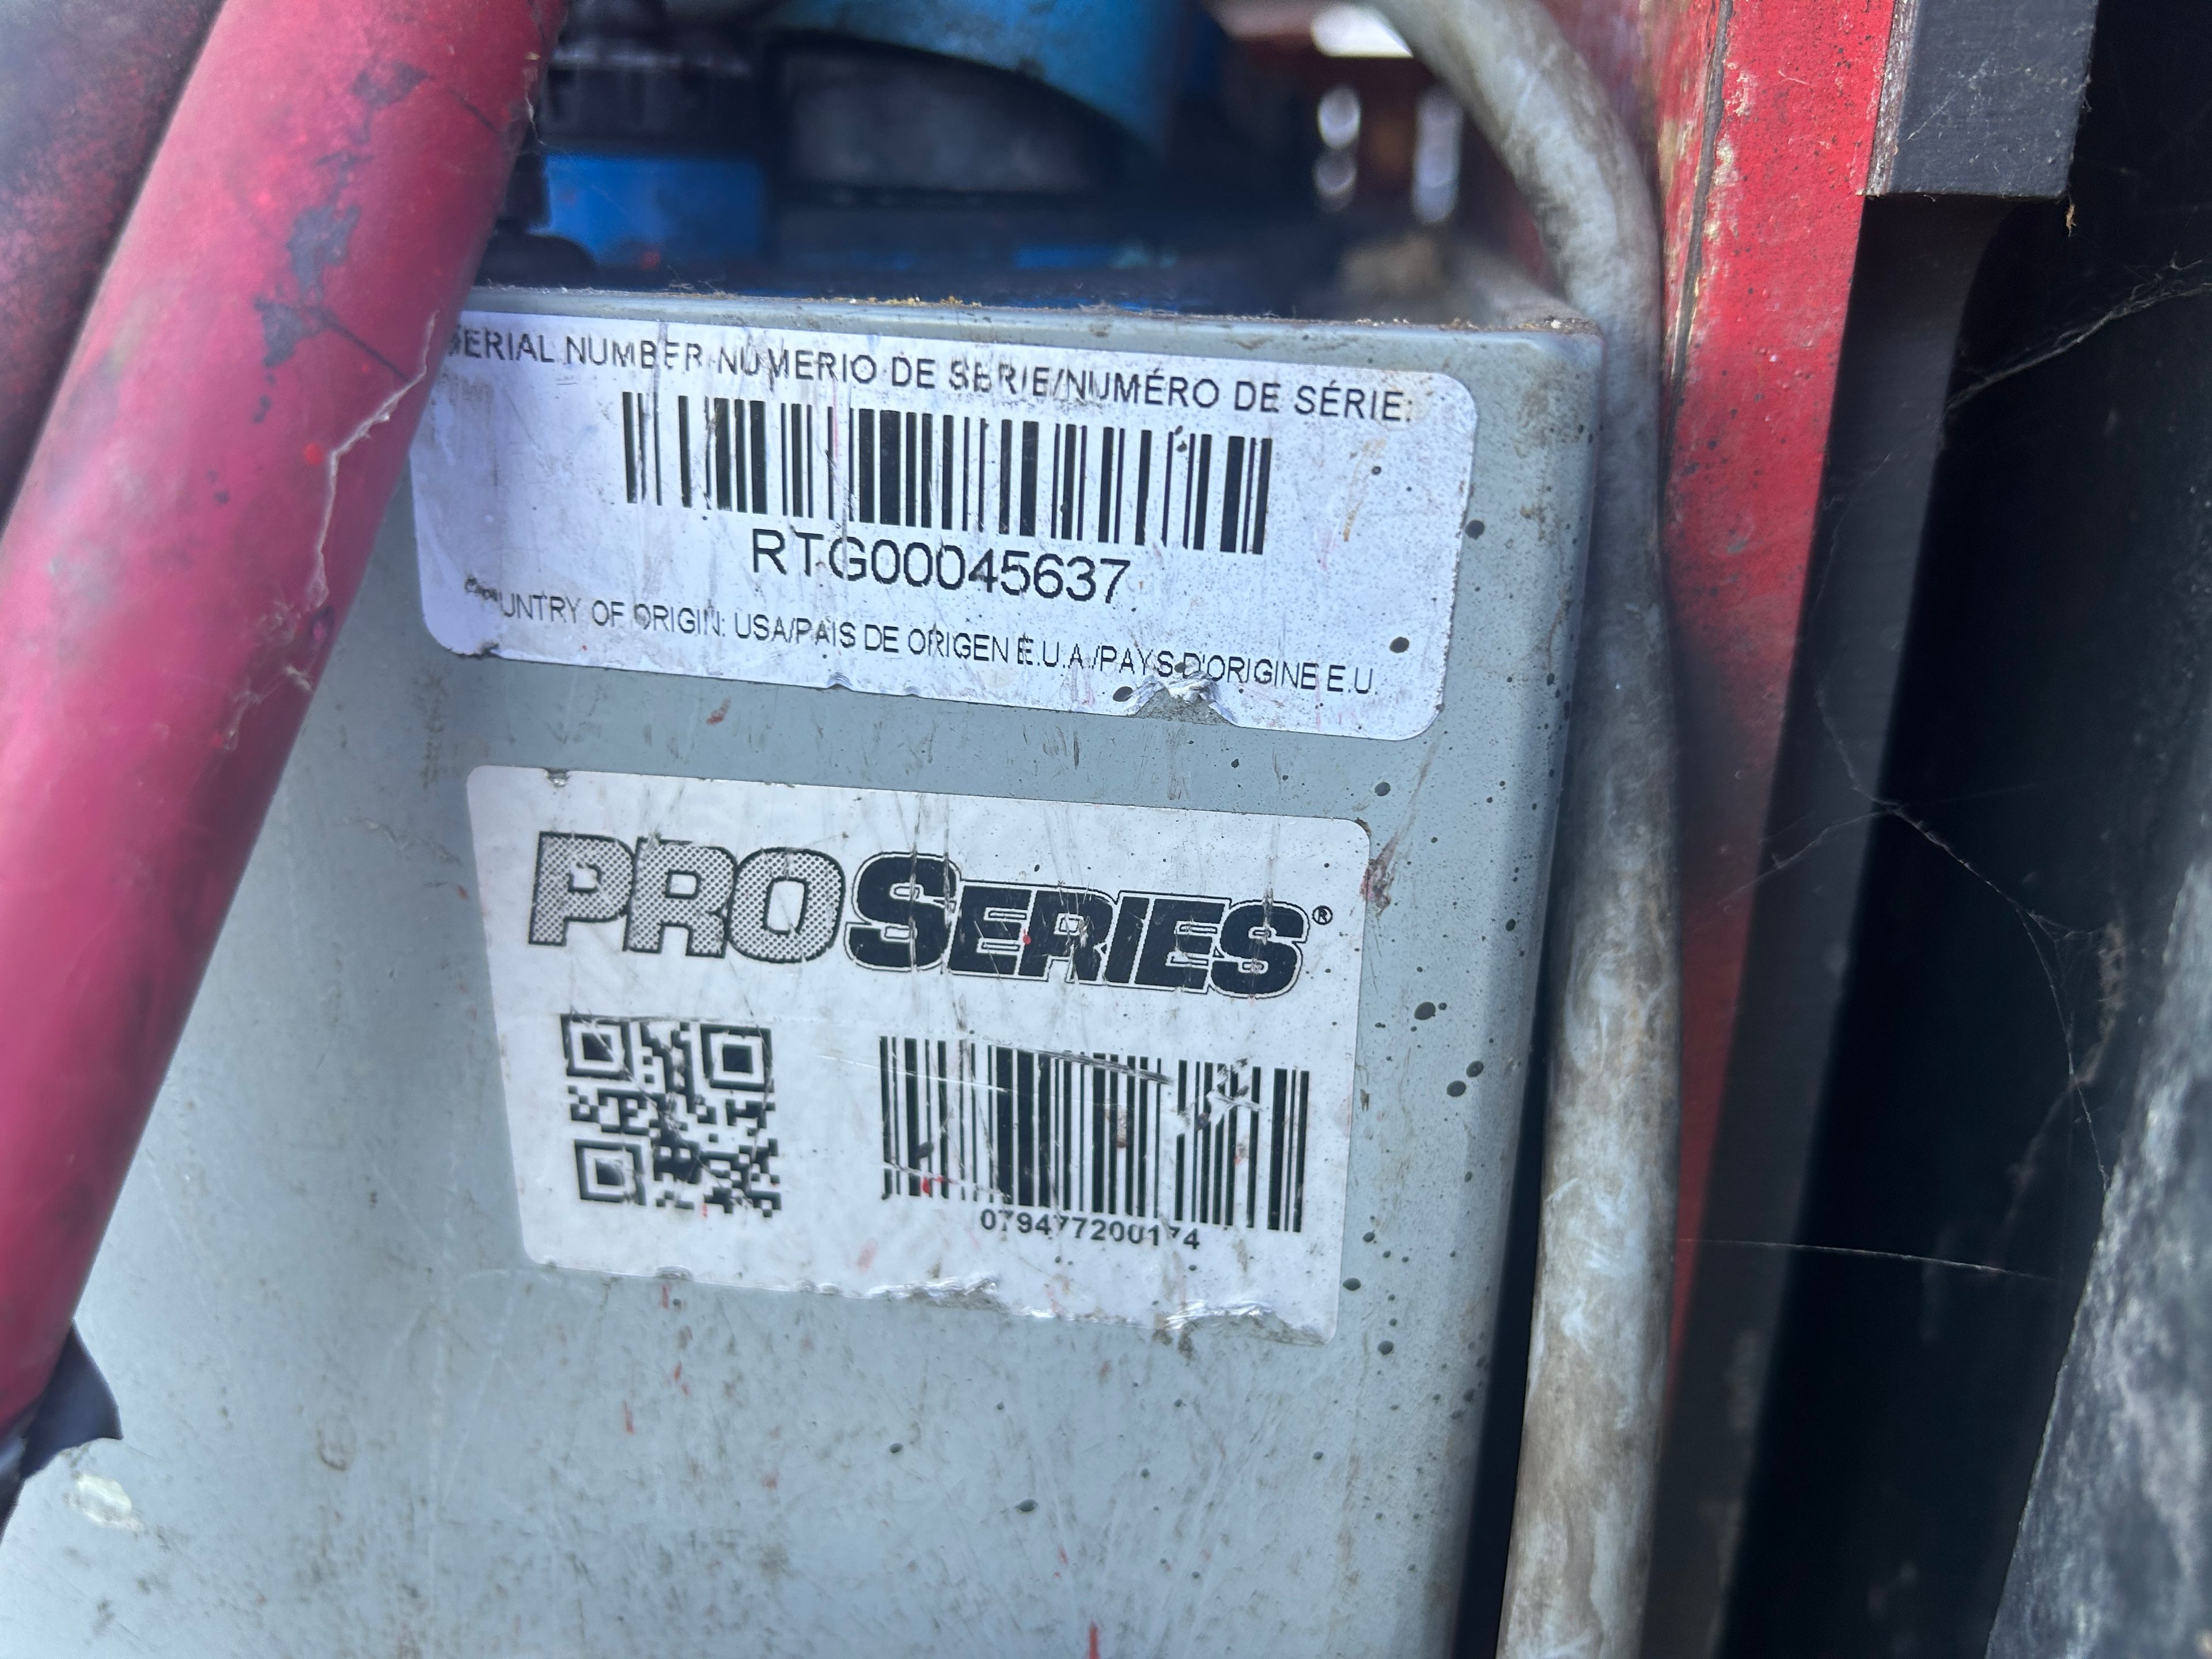 SERIAL NUMBER NUMERIO DE SERIE/NUMÉRO DE SÉRIE:
RTG00045637
COUNTRY OF ORIGIN: USA/PAIS DE ORIGEN E.U.A./PAYS D'ORIGINE E.U.
PROSERIES®
079477200174